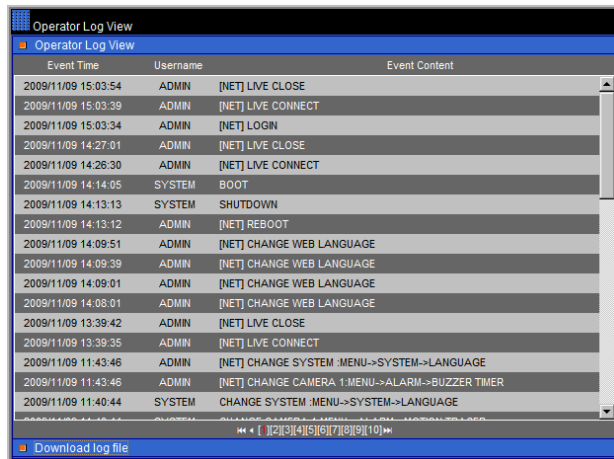 Operator Log View
Operator Log View
Event Time Username Event Content
2009/11/09 15:03:54 ADMIN [NET] LIVE CLOSE
2009/11/09 15:03:39 ADMIN [NET] LIVE CONNECT
2009/11/09 15:03:34 ADMIN [NET] LOGIN
2009/11/09 14:27:01 ADMIN [NET] LIVE CLOSE
2009/11/09 14:26:30 ADMIN [NET] LIVE CONNECT
2009/11/09 14:14:05 SYSTEM BOOT
2009/11/09 14:13:13 SYSTEM SHUTDOWN
2009/11/09 14:13:12 ADMIN [NET] REBOOT
2009/11/09 14:09:51 ADMIN [NET] CHANGE WEB LANGUAGE
2009/11/09 14:09:39 ADMIN [NET] CHANGE WEB LANGUAGE
2009/11/09 14:09:01 ADMIN [NET] CHANGE WEB LANGUAGE
2009/11/09 14:08:01 ADMIN [NET] CHANGE WEB LANGUAGE
2009/11/09 13:39:42 ADMIN [NET] LIVE CLOSE
2009/11/09 13:39:35 ADMIN [NET] LIVE CONNECT
2009/11/09 11:43:46 ADMIN [NET] CHANGE SYSTEM :MENU->SYSTEM->LANGUAGE
2009/11/09 11:43:46 ADMIN [NET] CHANGE CAMERA 1:MENU->ALARM->BUZZER TIMER
2009/11/09 11:40:44 SYSTEM CHANGE SYSTEM :MENU->SYSTEM->LANGUAGE
[1][2][3][4][5][6][7][8][9][10]
Download log file